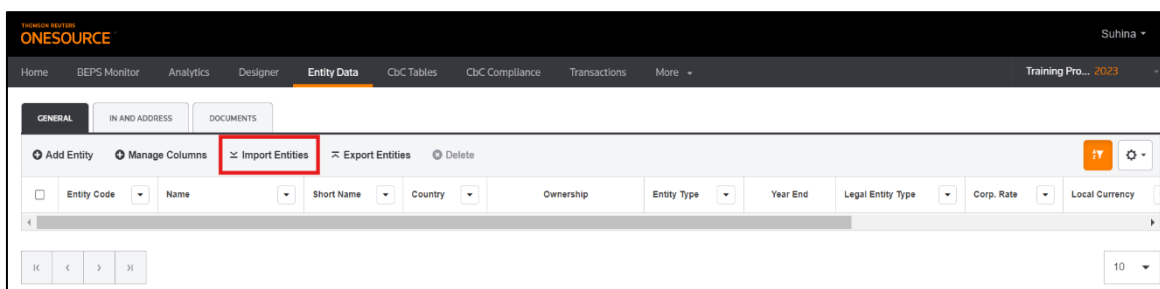 THOMSON REUTERS
ONESOURCE
Suhina
Home BEPS Monitor Analytics Designer Entity Data CbC Tables CbC Compliance Transactions More Training Pro... 2023
GENERAL IN AND ADDRESS DOCUMENTS
Add Entity Manage Columns Import Entities Export Entities Delete
Entity Code Name Short Name Country Ownership Entity Type Year End Legal Entity Type Corp. Rate Local Currency
10